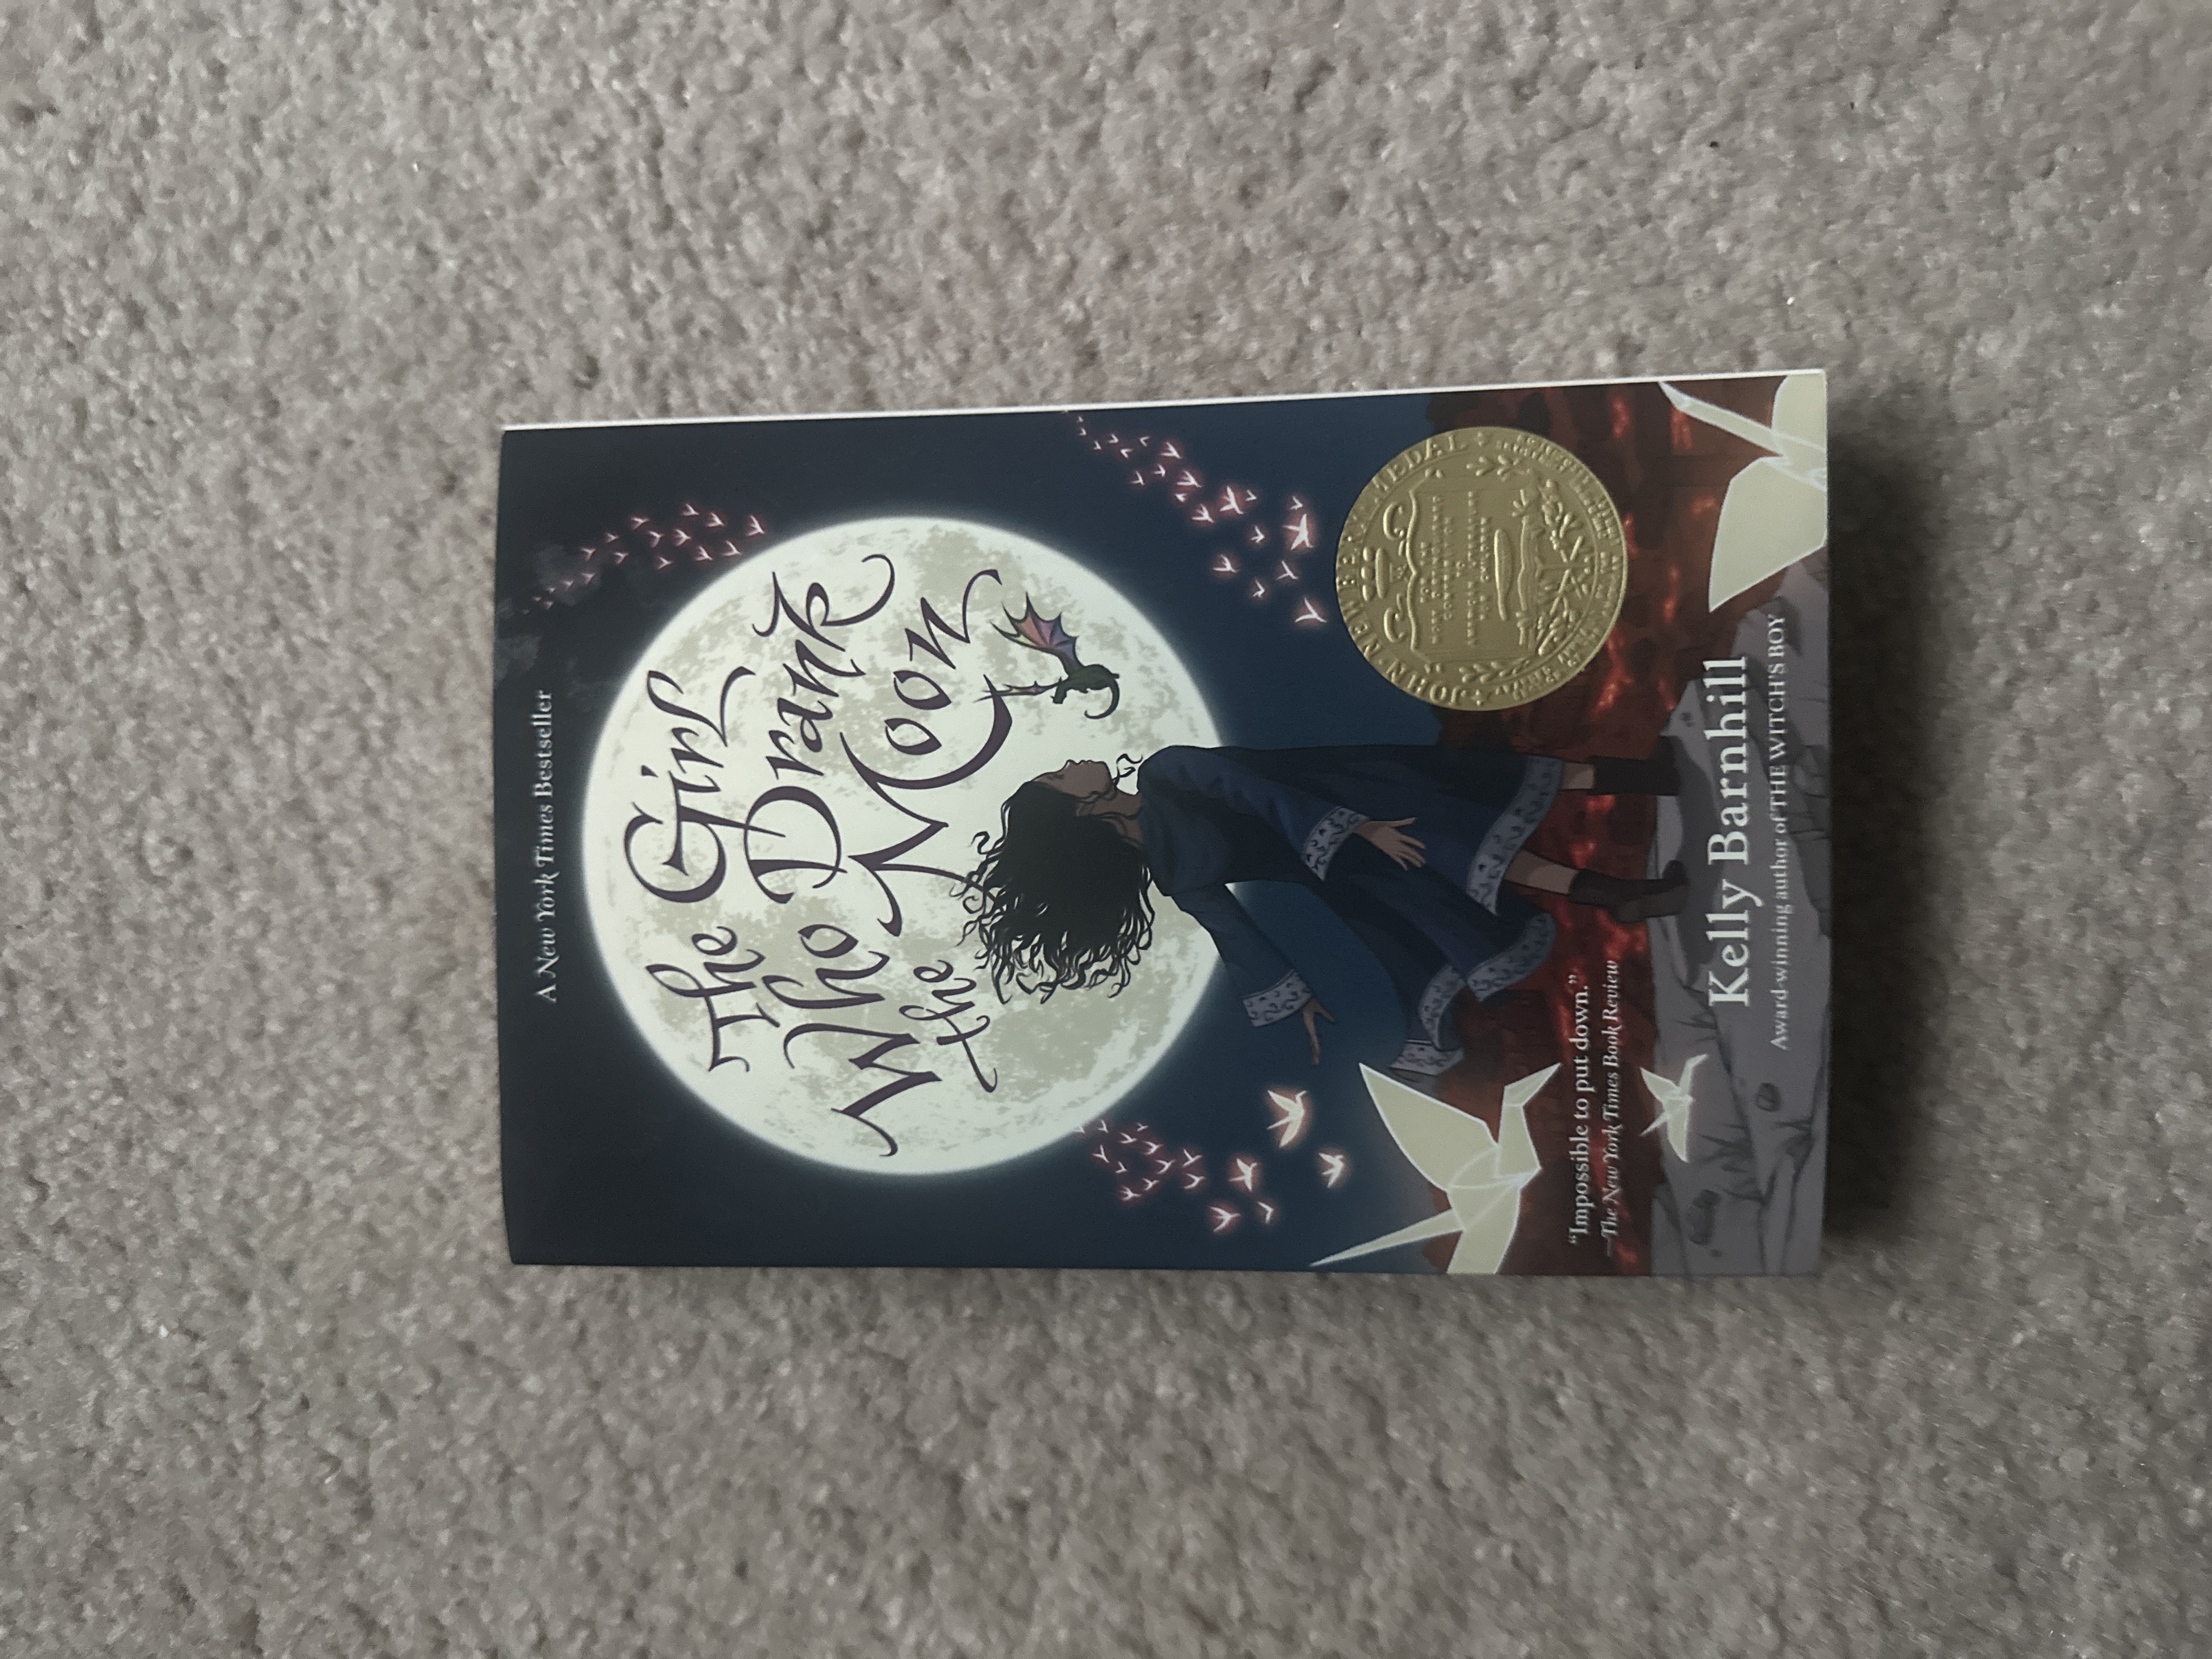 A New York Times Bestseller
The Girl
Who Drank
the Moon
JOHN NEWBERY MEDAL
"Impossible to put down."
—The New York Times Book Review
Kelly Barnhill
Award-winning author of THE WITCH'S BOY